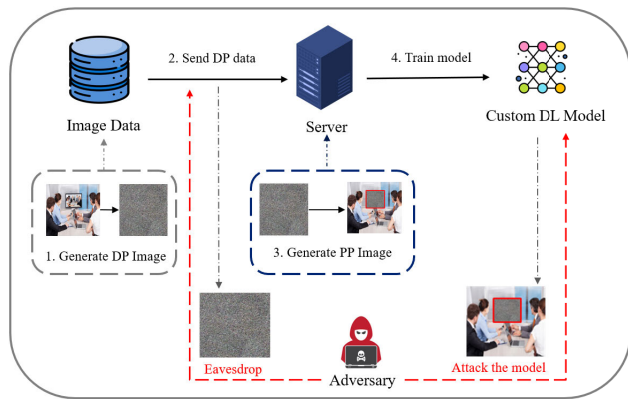 2. Send DP data
4. Train model
Image Data
Server
Custom DL Model
1. Generate DP Image
3. Generate PP Image
Eavesdrop
Adversary
Attack the model